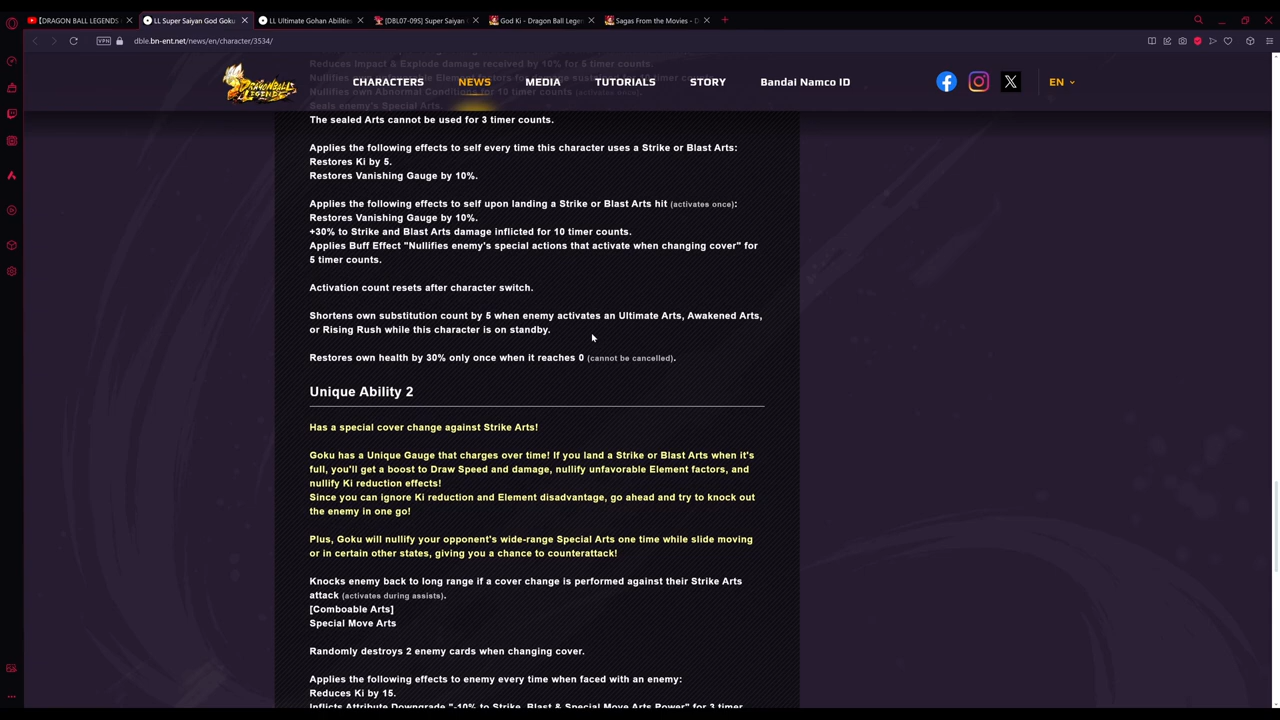 [DRAGON BALL LEGENDS
LL Super Saiyan God Goku
LL Ultimate Gohan Abilities
[DBL07-09S] Super Saiyan
God Ki - Dragon Ball Legen
Sagas From the Movies - D
VPN
dble.bn-ent.net/news/en/character/3534/
Reduces Impact & Explode damage received by 10% for 5 timer counts.
Nullifies own Abnormal Conditions for 10 timer counts (activates once).
DRAGONBALL LEGENDS
CHARACTERS
NEWS
MEDIA
TUTORIALS
STORY
Bandai Namco ID
EN
Seals enemy's Special Arts.
The sealed Arts cannot be used for 3 timer counts.
Applies the following effects to self every time this character uses a Strike or Blast Arts:
Restores Ki by 5.
Restores Vanishing Gauge by 10%.
Applies the following effects to self upon landing a Strike or Blast Arts hit (activates once):
Restores Vanishing Gauge by 10%.
+30% to Strike and Blast Arts damage inflicted for 10 timer counts.
Applies Buff Effect "Nullifies enemy's special actions that activate when changing cover" for
5 timer counts.
Activation count resets after character switch.
Shortens own substitution count by 5 when enemy activates an Ultimate Arts, Awakened Arts,
or Rising Rush while this character is on standby.
Restores own health by 30% only once when it reaches 0 (cannot be cancelled).
Unique Ability 2
Has a special cover change against Strike Arts!
Goku has a Unique Gauge that charges over time! If you land a Strike or Blast Arts when it's
full, you'll get a boost to Draw Speed and damage, nullify unfavorable Element factors, and
nullify Ki reduction effects!
Since you can ignore Ki reduction and Element disadvantage, go ahead and try to knock out
the enemy in one go!
Plus, Goku will nullify your opponent's wide-range Special Arts one time while slide moving
or in certain other states, giving you a chance to counterattack!
Knocks enemy back to long range if a cover change is performed against their Strike Arts
attack (activates during assists).
[Comboable Arts]
Special Move Arts
Randomly destroys 2 enemy cards when changing cover.
Applies the following effects to enemy every time when faced with an enemy:
Reduces Ki by 15.
Inflicts Attribute Downgrade "-10% to Strike, Blast & Special Move Arts Power" for 3 timer